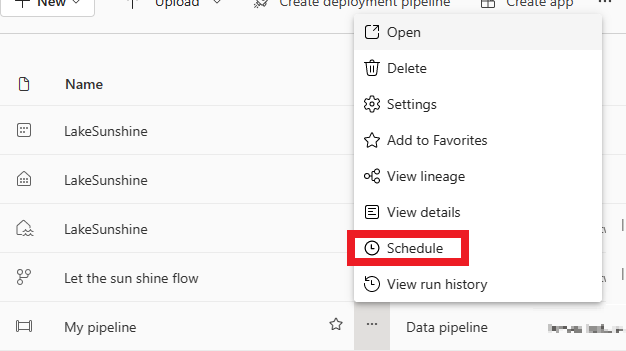 New Upload Create deployment pipeline Create app ...
Open
Name
Delete
Settings
LakeSunshine
Add to Favorites
LakeSunshine
View lineage
View details
LakeSunshine
Schedule
Let the sun shine flow
View run history
My pipeline ... Data pipeline